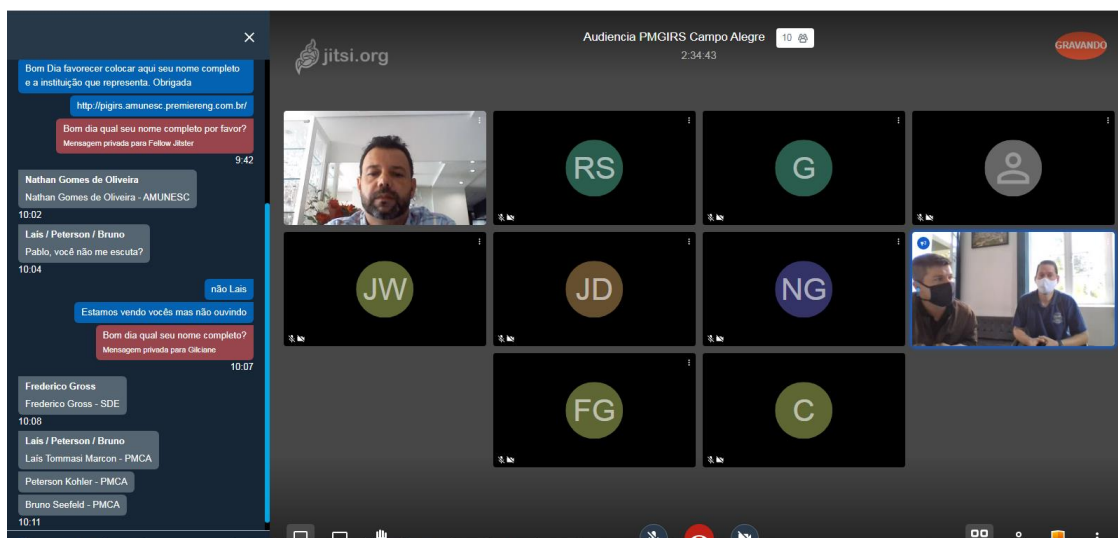 Bom Dia favorecer colocar aqui seu nome completo
e a instituição que representa. Obrigada
http://pigirs.amunesc.premiereng.com.br/
Bom dia qual seu nome completo por favor?
Mensagem privada para Fellow Jitster
9:42
Nathan Gomes de Oliveira
Nathan Gomes de Oliveira - AMUNESC
10:02
Lais / Peterson / Bruno
Pablo, você não me escuta?
10:04
não Lais
Estamos vendo vocês mas não ouvindo
Bom dia qual seu nome completo?
Mensagem privada para Gilciane
10:07
Frederico Gross
Frederico Gross - SDE
10:08
Lais / Peterson / Bruno
Laís Tommasi Marcon - PMCA
Peterson Kohler - PMCA
Bruno Seefeld - PMCA
10:11
jitsi.org
Audiencia PMGIRS Campo Alegre 10
2:34:43
GRAVANDO
RS
G
JW
JD
NG
FG
C